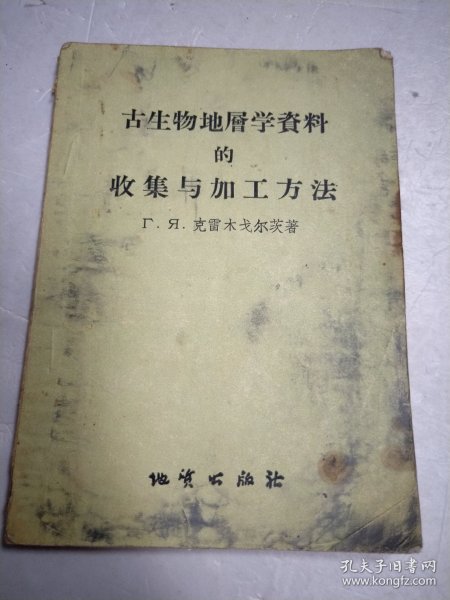 古生物地層学資料
的
收集与加工方法
Г. Я. 克雷木戈尔茨著
地质出版社
孔夫子旧书网
www.kongfz.com